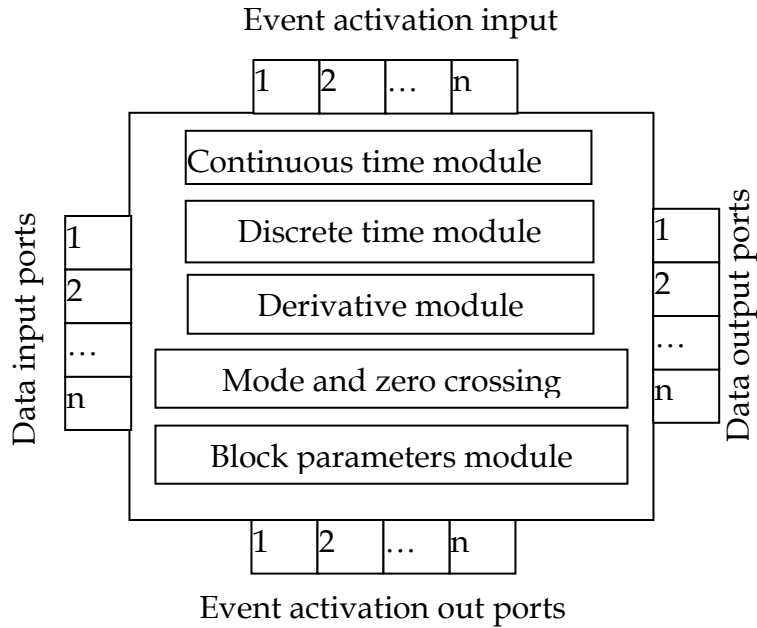 Event activation input
1 2 … n
Continuous time module
Discrete time module
Derivative module
Mode and zero crossing
Block parameters module
Data input ports
1
2
…
n
Data output ports
1
2
…
n
1 2 … n
Event activation out ports